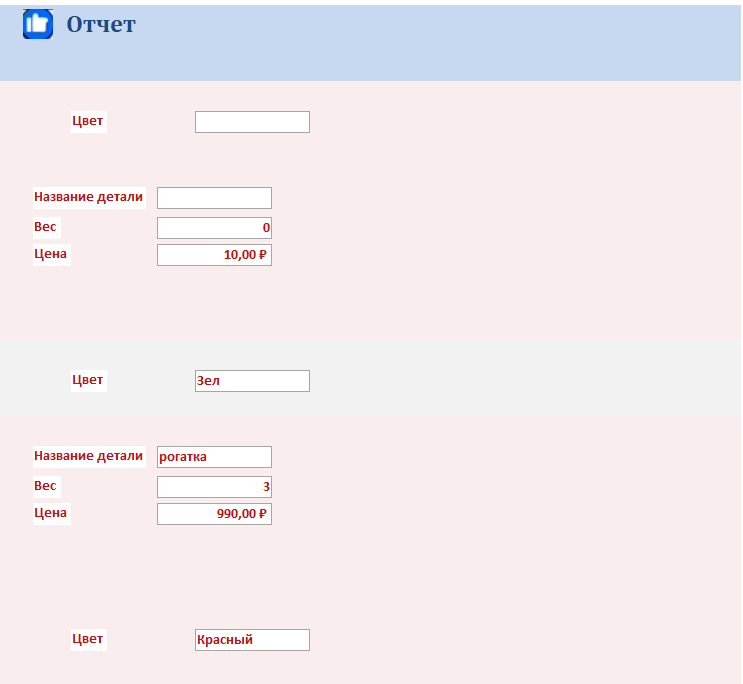 Отчет
Цвет
Название детали
Вес 0
Цена 10,00 ₽
Цвет Зел
Название детали рогатка
Вес 3
Цена 990,00 ₽
Цвет Красный